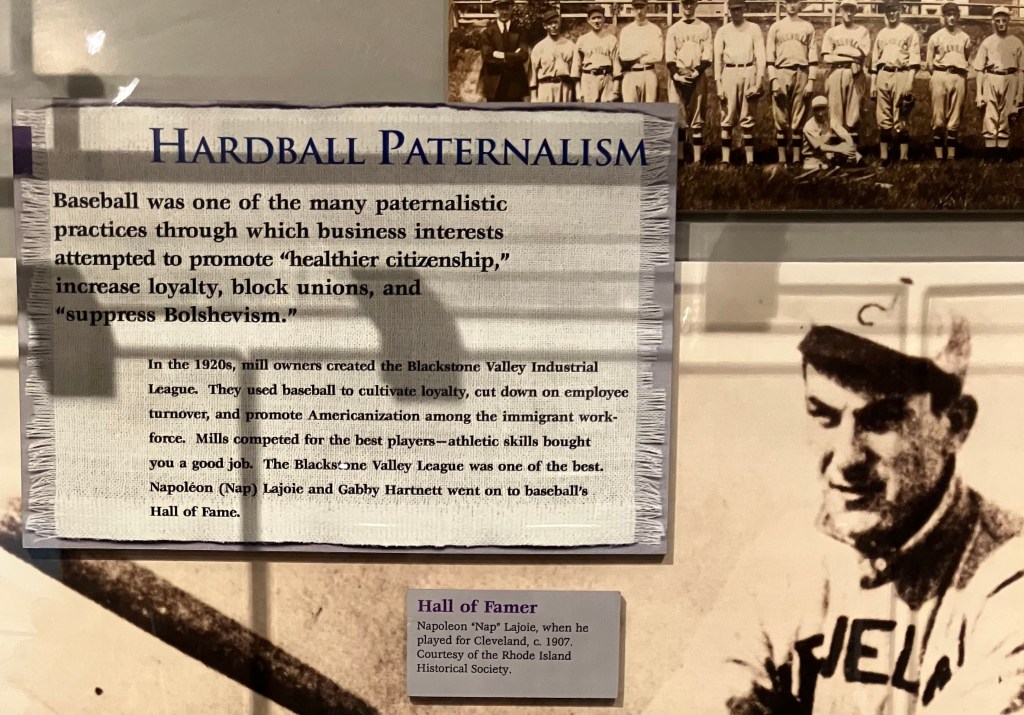 HARDBALL PATERNALISM
Baseball was one of the many paternalistic
practices through which business interests
attempted to promote “healthier citizenship,”
increase loyalty, block unions, and
“suppress Bolshevism.”
In the 1920s, mill owners created the Blackstone Valley Industrial
League. They used baseball to cultivate loyalty, cut down on employee
turnover, and promote Americanization among the immigrant work-
force. Mills competed for the best players—athletic skills bought
you a good job. The Blackstone Valley League was one of the best.
Napoléon (Nap) Lajoie and Gabby Hartnett went on to baseball’s
Hall of Fame.
Hall of Famer
Napoleon "Nap" Lajoie, when he
played for Cleveland, c. 1907.
Courtesy of the Rhode Island
Historical Society.
C